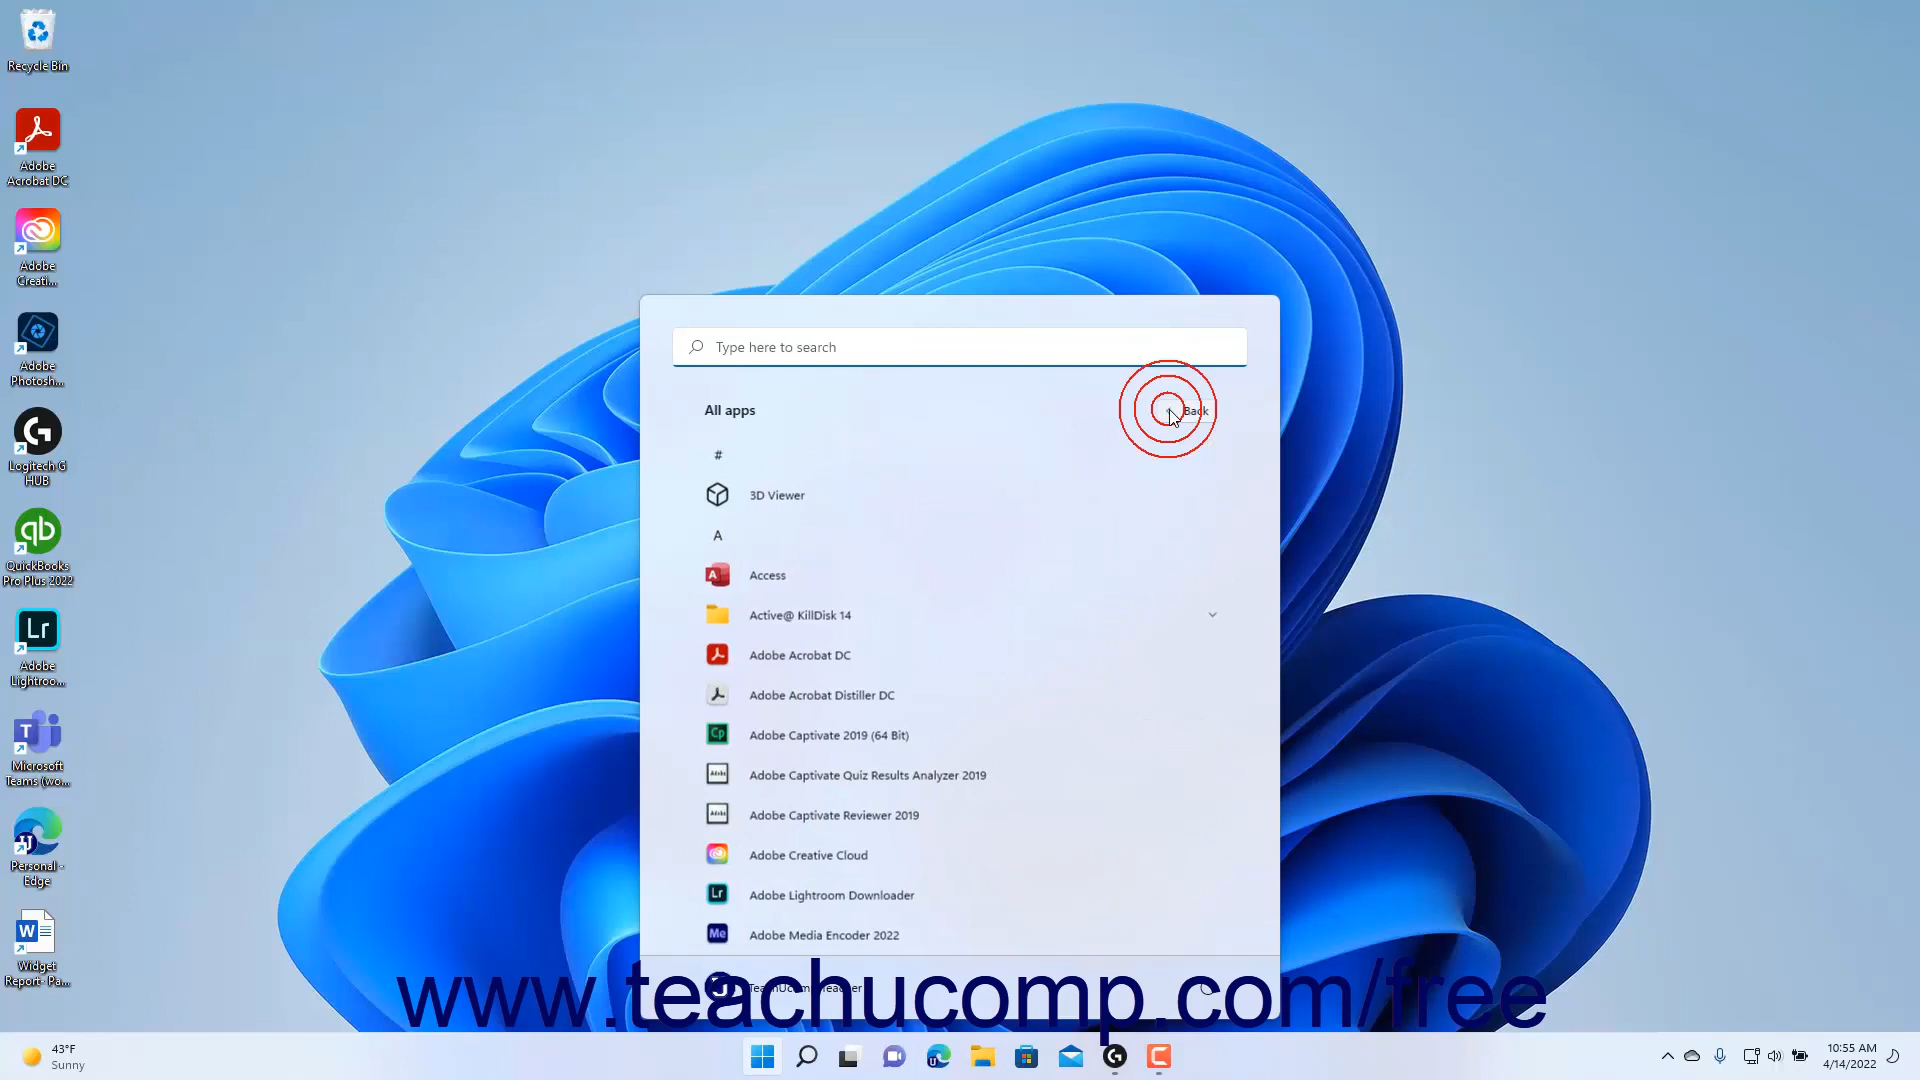 Recycle Bin
Adobe
Acrobat DC
Adobe
Creati...
Adobe
Photosh...
Logitech G
HUB
QuickBooks
Pro Plus 2022
Adobe
Lightroo...
Microsoft
Teams (wo...
Personal -
Edge
Widget
Report- Pa...
Type here to search
All apps
Back
#
3D Viewer
A
Access
Active@ KillDisk 14
Adobe Acrobat DC
Adobe Acrobat Distiller DC
Adobe Captivate 2019 (64 Bit)
Adobe Captivate Quiz Results Analyzer 2019
Adobe Captivate Reviewer 2019
Adobe Creative Cloud
Adobe Lightroom Downloader
Adobe Media Encoder 2022
www.teachucomp.com/free
43°F
Sunny
10:55 AM
4/14/2022